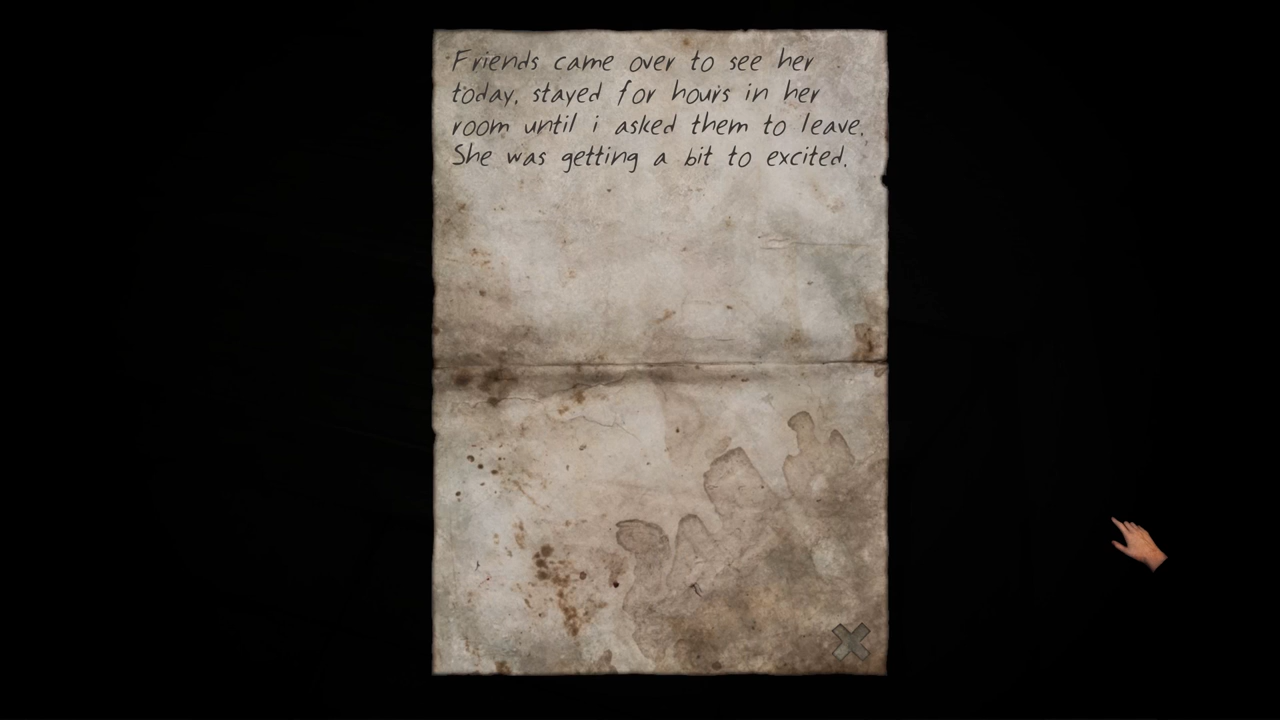 Friends came over to see her
today, stayed for hours in her
room until i asked them to leave.
She was getting a bit to excited.